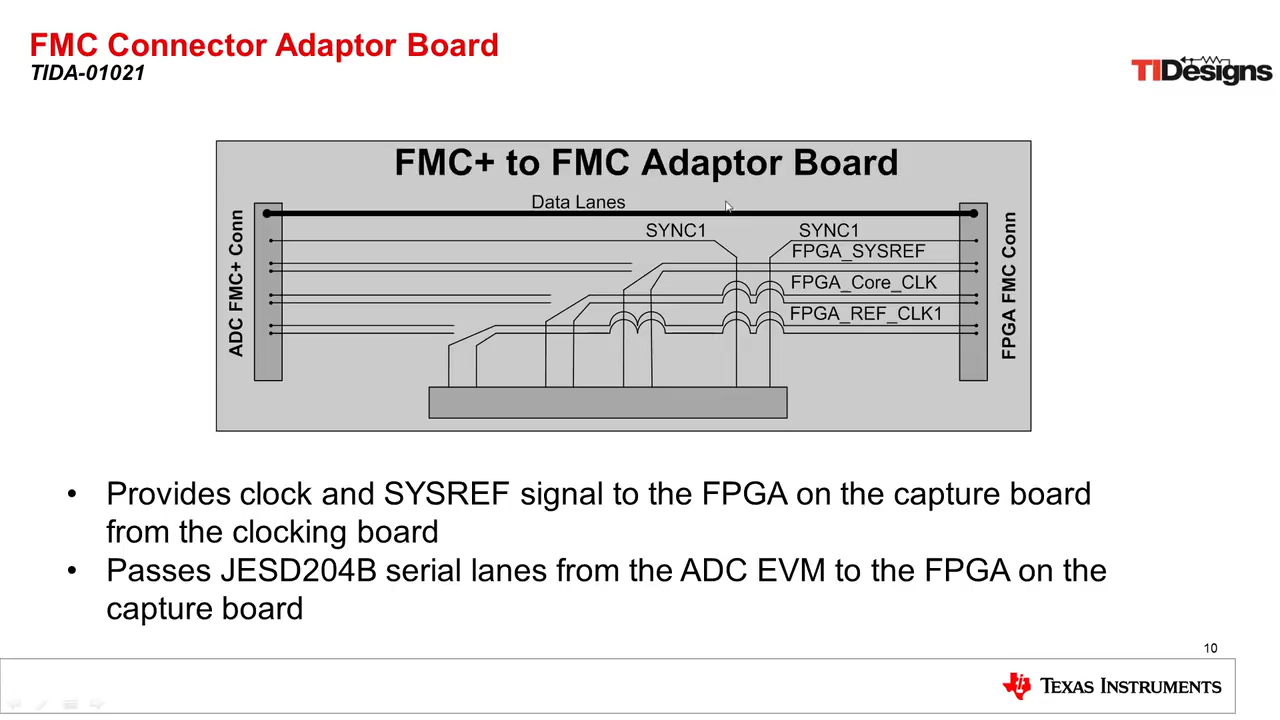 FMC Connector Adaptor Board
TIDA-01021
TIDesigns
FMC+ to FMC Adaptor Board
Data Lanes
SYNC1
SYNC1
FPGA_SYSREF
FPGA_Core_CLK
FPGA_REF_CLK1
ADC FMC+ Conn
FPGA FMC Conn
• Provides clock and SYSREF signal to the FPGA on the capture board
from the clocking board
• Passes JESD204B serial lanes from the ADC EVM to the FPGA on the
capture board
10
TEXAS INSTRUMENTS